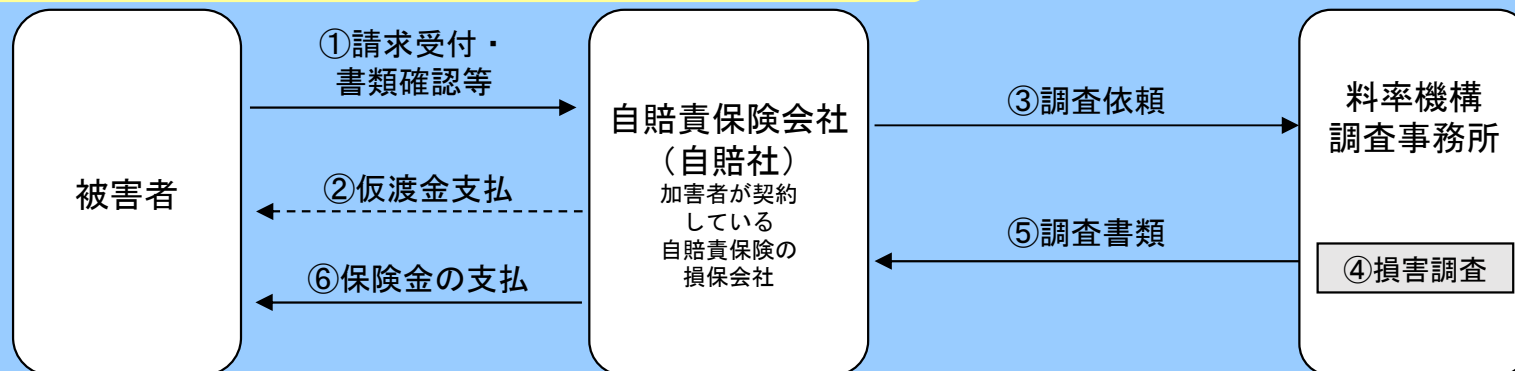 被害者
①請求受付・
書類確認等
②仮渡金支払
⑥保険金の支払
自賠責保険会社
（自賠社）
加害者が契約
している
自賠責保険の
損保会社
③調査依頼
⑤調査書類
料率機構
調査事務所
④損害調査